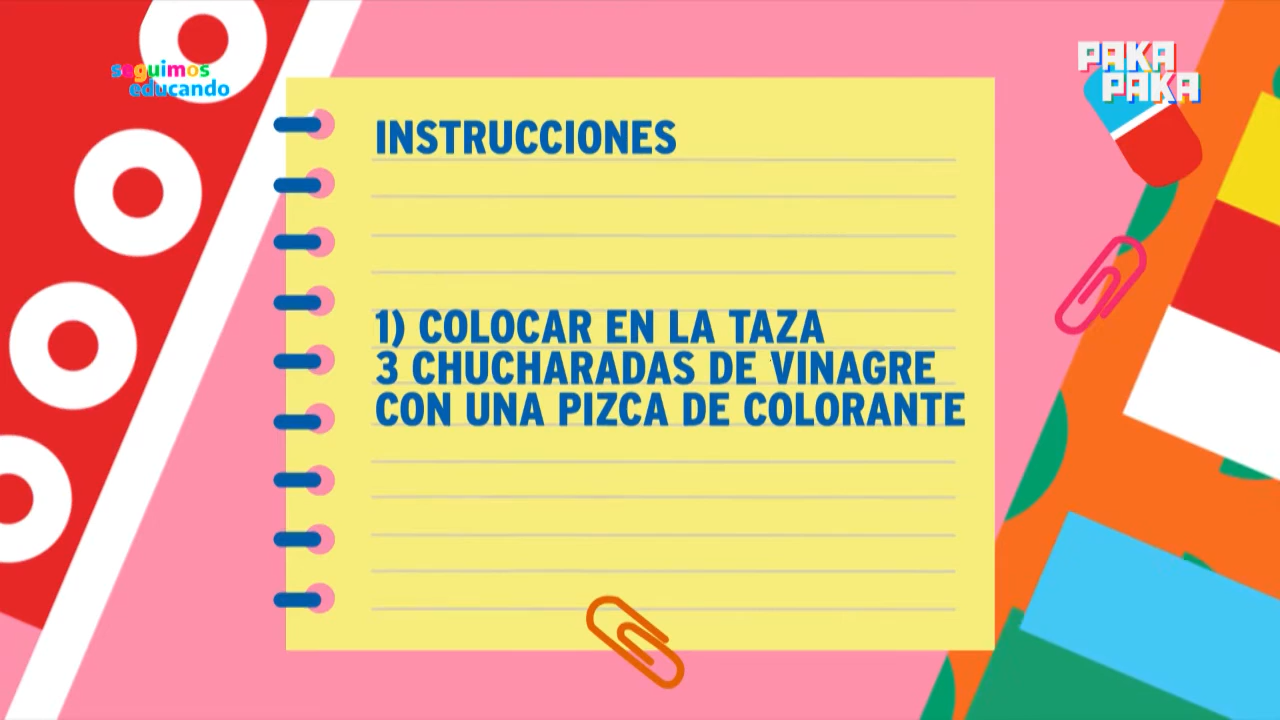 seguimos
educando
PAKA
PAKA
INSTRUCCIONES
1) COLOCAR EN LA TAZA
3 CHUCHARADAS DE VINAGRE
CON UNA PIZCA DE COLORANTE